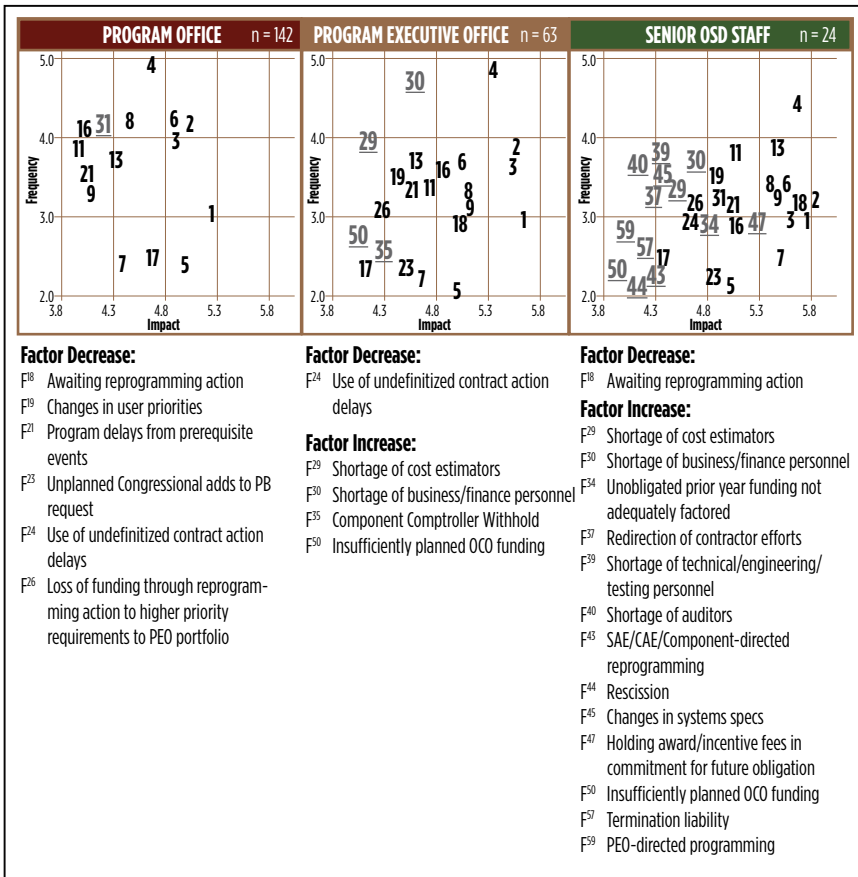 PROGRAM OFFICE n = 142
5.0
4.0
3.0
2.0
Frequency
4
16 31 8 6 2
11 13 3
21
3
1
7 17 5
3.8 4.3 4.8 5.3 5.8
Impact
PROGRAM EXECUTIVE OFFICE n = 63
5.0
4.0
3.0
2.0
Frequency
30 4
29 2
19 13 16 6 3
21 11 8
26 9
18 1
50 35
17 23 7
5
3.8 4.3 4.8 5.3 5.8
Impact
SENIOR OSD STAFF n = 24
5.0
4.0
3.0
2.0
Frequency
4
40 39 30 11 13
45 19 8 6
37 29 26 31 21 9 18 2
24 34 16 47 3 1
59
57 17 7
50 44 43 23 5
3.8 4.3 4.8 5.3 5.8
Impact
Factor Decrease:
F18 Awaiting reprogramming action
F19 Changes in user priorities
F21 Program delays from prerequisite
events
F23 Unplanned Congressional adds to PB
request
F24 Use of undefinitized contract action
delays
F26 Loss of funding through reprogram-
ming action to higher priority
requirements to PEO portfolio
Factor Decrease:
F24 Use of undefinitized contract action
delays
Factor Increase:
F29 Shortage of cost estimators
F30 Shortage of business/finance personnel
F35 Component Comptroller Withhold
F50 Insufficiently planned OCO funding
Factor Decrease:
F18 Awaiting reprogramming action
Factor Increase:
F29 Shortage of cost estimators
F30 Shortage of business/finance personnel
F34 Unobligated prior year funding not
adequately factored
F37 Redirection of contractor efforts
F39 Shortage of technical/engineering/
testing personnel
F40 Shortage of auditors
F43 SAE/CAE/Component-directed
reprogramming
F44 Rescission
F45 Changes in systems specs
F47 Holding award/incentive fees in
commitment for future obligation
F50 Insufficiently planned OCO funding
F57 Termination liability
F59 PEO-directed programming